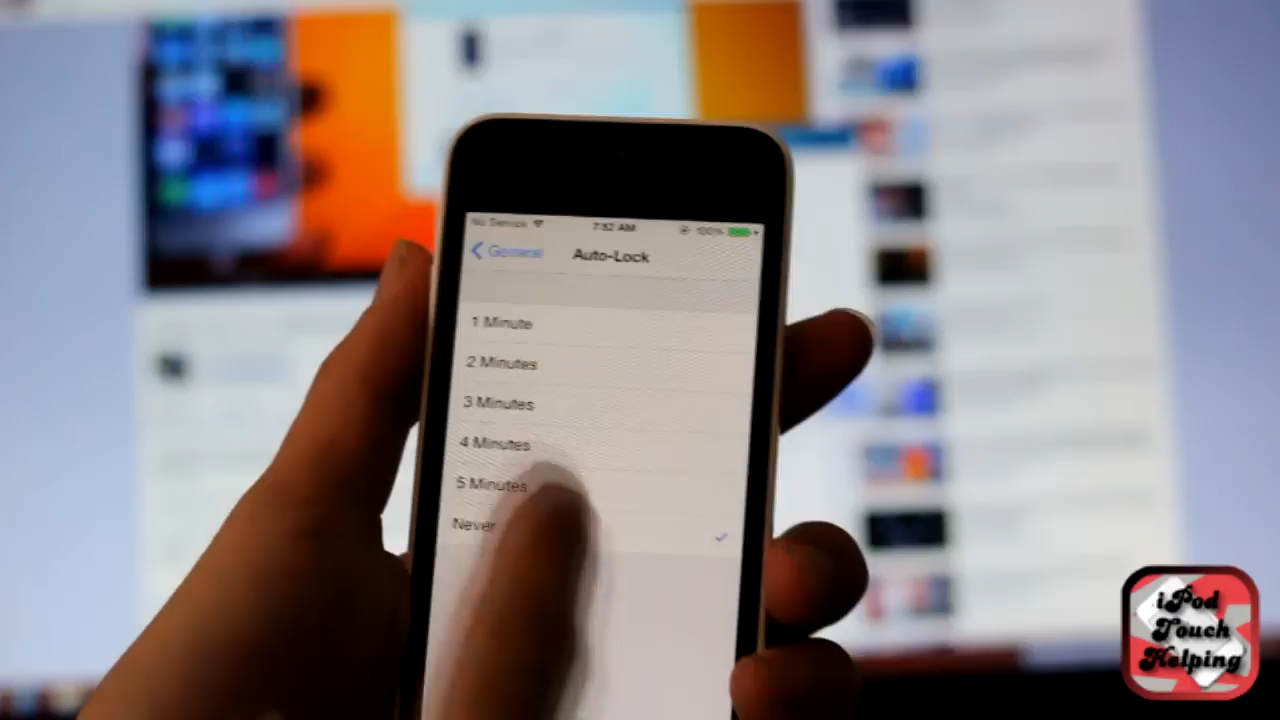 No Service 7:52 AM 100%
General Auto-Lock
1 Minute
2 Minutes
3 Minutes
4 Minutes
5 Minutes
Never
iPod
Touch
Helping